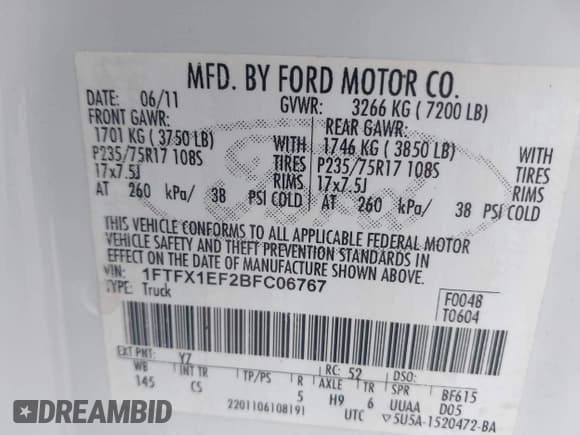 MFD. BY FORD MOTOR CO.
DATE: 06/11 GVWR: 3266 KG ( 7200 LB)
FRONT GAWR: REAR GAWR:
1701 KG ( 3750 LB) WITH 1746 KG ( 3850 LB) WITH
P235/75R17 108S TIRES P235/75R17 108S TIRES
17x7.5J RIMS 17x7.5J RIMS
AT 260 kPa/ 38 PSI COLD AT 260 kPa/ 38 PSI COLD
THIS VEHICLE CONFORMS TO ALL APPLICABLE FEDERAL MOTOR
VEHICLE SAFETY AND THEFT PREVENTION STANDARDS IN
EFFECT ON THE DATE OF MANUFACTURE SHOWN ABOVE.
VIN: 1FTFX1EF2BFC06767
TYPE: Truck
F0048
T0604
EXT PNT: YZ RC: 52 DSO:
WB INT TR TP/PS R AXLE TR SPR BF615
145 CS 5 H9 6 UUAA D05
2201106108191 UTC ▽5U5A-1520472-BA
AUTOBIDMASTER
DREAMBID